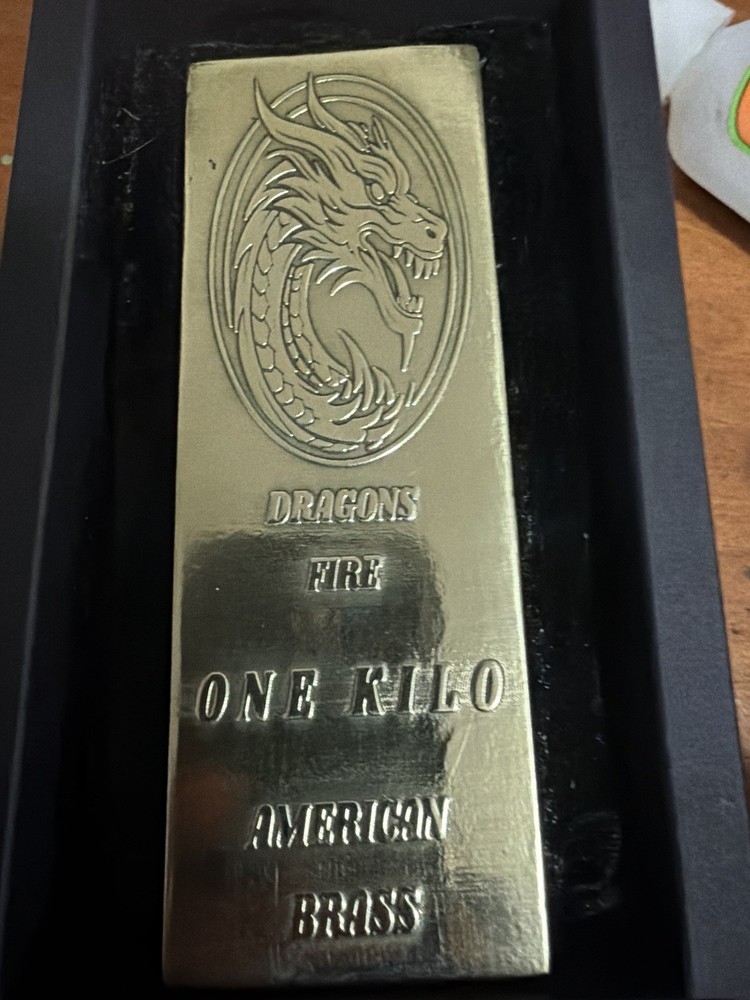 DRAGONS
FIRE
ONE KILO
AMERICAN
BRASS